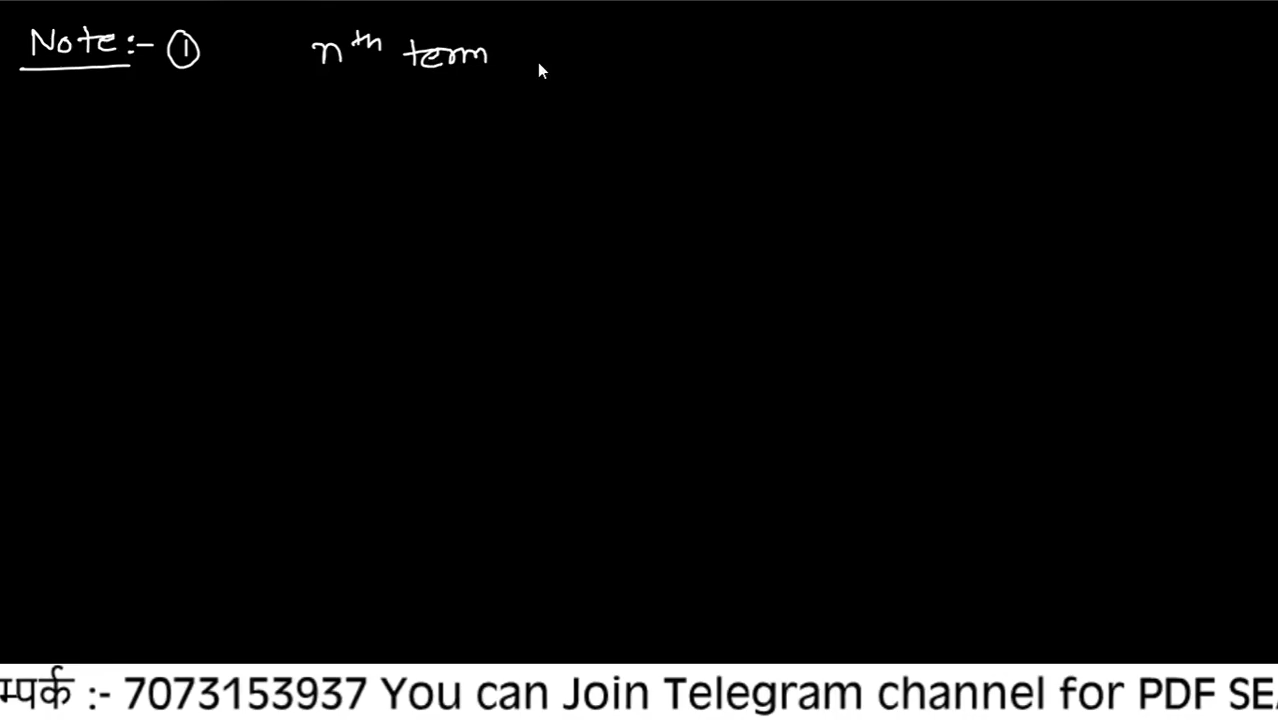 Note :- ① nth term
म्पर्क :- 7073153937 You can Join Telegram channel for PDF SE